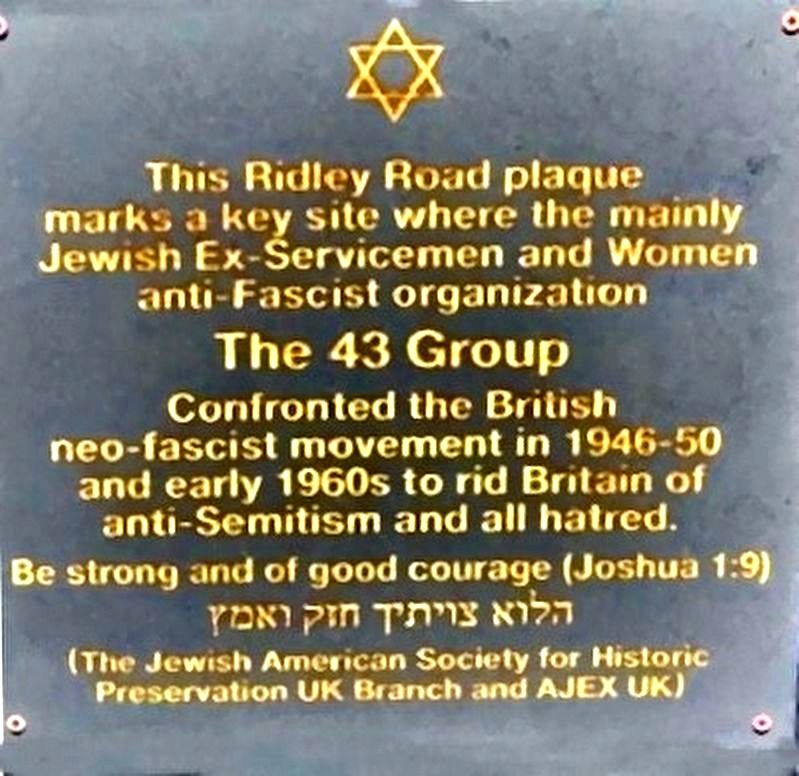 This Ridley Road plaque
marks a key site where the mainly
Jewish Ex-Servicemen and Women
anti-Fascist organization
The 43 Group
Confronted the British
neo-fascist movement in 1946-50
and early 1960s to rid Britain of
anti-Semitism and all hatred.
Be strong and of good courage (Joshua 1:9)
הלוא צויתיך חזק ואמץ
(The Jewish American Society for Historic
Preservation UK Branch and AJEX UK)